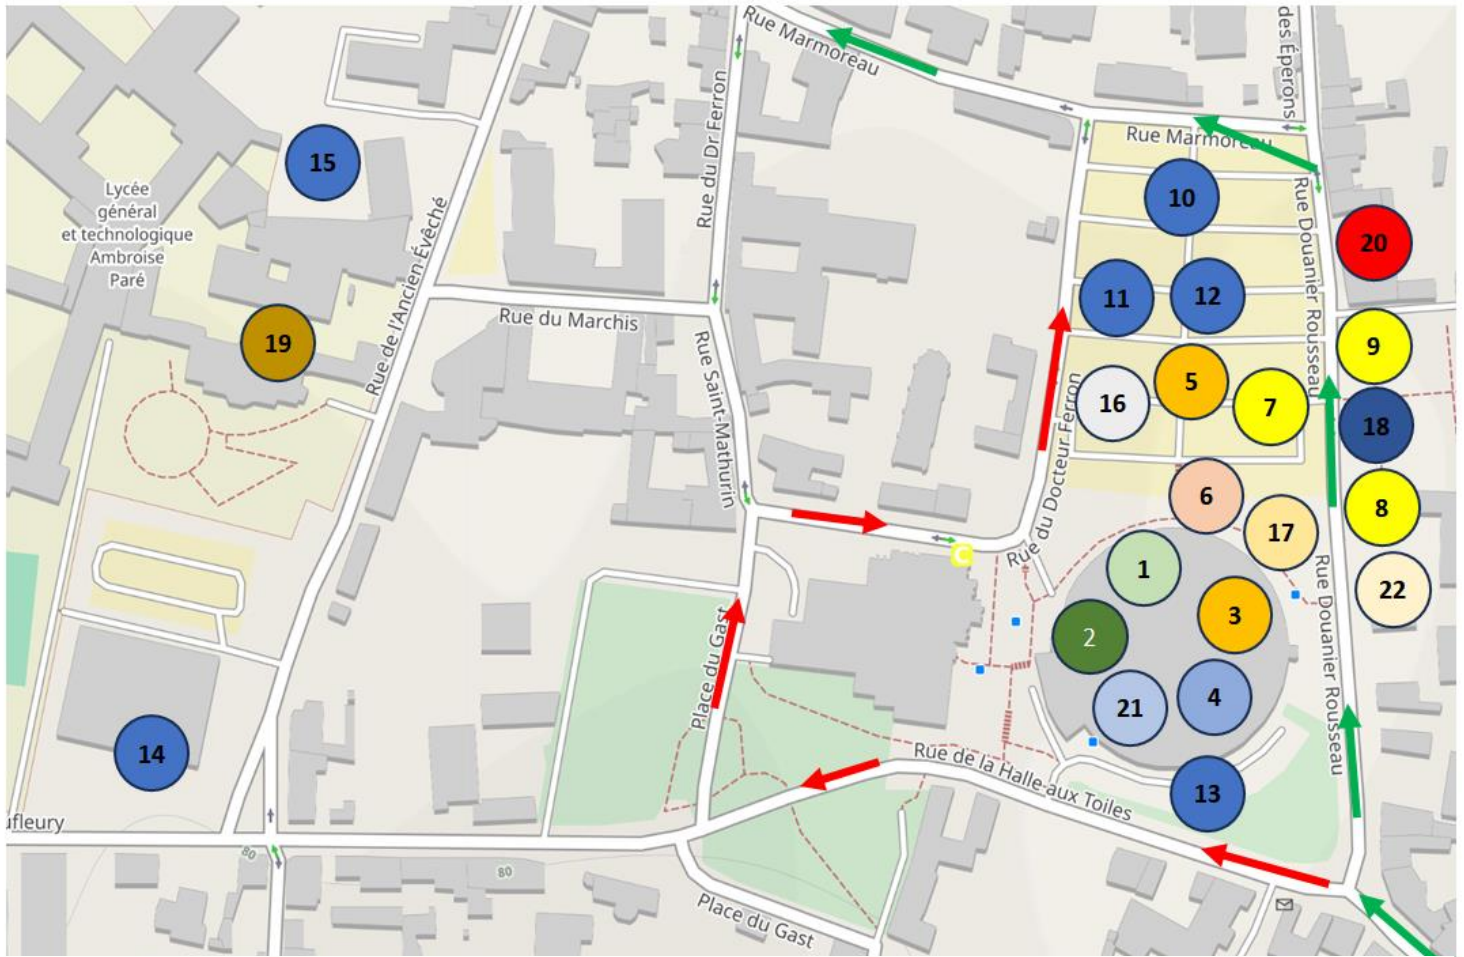 Rue Marmoreau
des Éperons
Rue Marmoreau
15
Lycée
général
et technologique
Ambroise
Paré
Rue du Dr Ferron
10
Rue Douanier Rousseau
20
Rue de l'Ancien Évêché
11
12
Rue du Marchis
19
9
Rue Saint-Mathurin
5
16
7
Rue du Docteur Ferron
18
6
8
17
C
1
22
3
2
Place du Gast
4
21
Rue Douanier Rousseau
14
Rue de la Halle aux Toiles
13
ufleury
80
80
Place du Gast